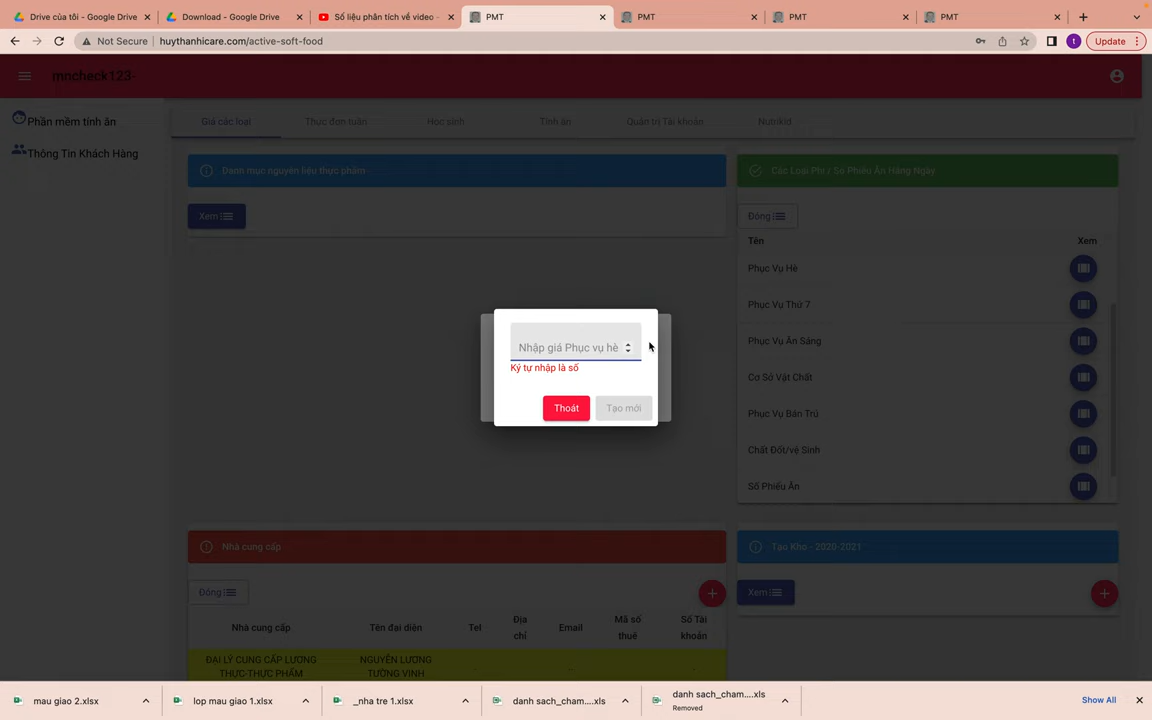 Drive của tôi - Google Drive
Download - Google Drive
Số liệu phân tích về video -
PMT
PMT
PMT
PMT
Not Secure
huythanhicare.com/active-soft-food
t
Update
mncheck123-
Phần mềm tính ăn
Thông Tin Khách Hàng
Giá các loại
Thực đơn tuần
Học sinh
Tính ăn
Quản trị Tài khoản
Nutrikid
Danh mục nguyên liệu thực phẩm
Xem
Các Loại Phí / Số Phiếu Ăn Hàng Ngày
Đóng
Tên
Xem
Phục Vụ Hè
Phục Vụ Thứ 7
Phục Vụ Ăn Sáng
Cơ Sở Vật Chất
Phục Vụ Bán Trú
Chất Đốt/vệ Sinh
Số Phiếu Ăn
Nhập giá Phục vụ hè
Ký tự nhập là số
Thoát
Tạo mới
Nhà cung cấp
Đóng
Nhà cung cấp
Tên đại diện
Tel
Địa
chỉ
Email
Mã số
thuế
Số Tài
khoản
ĐẠI LÝ CUNG CẤP LƯƠNG
THỰC-THỰC PHẨM
NGUYỄN LƯƠNG
TƯỜNG VINH
Tạo Kho - 2020-2021
Xem
mau giao 2.xlsx
lop mau giao 1.xlsx
_nha tre 1.xlsx
danh sach_cham....xls
danh sach_cham....xls
Removed
Show All